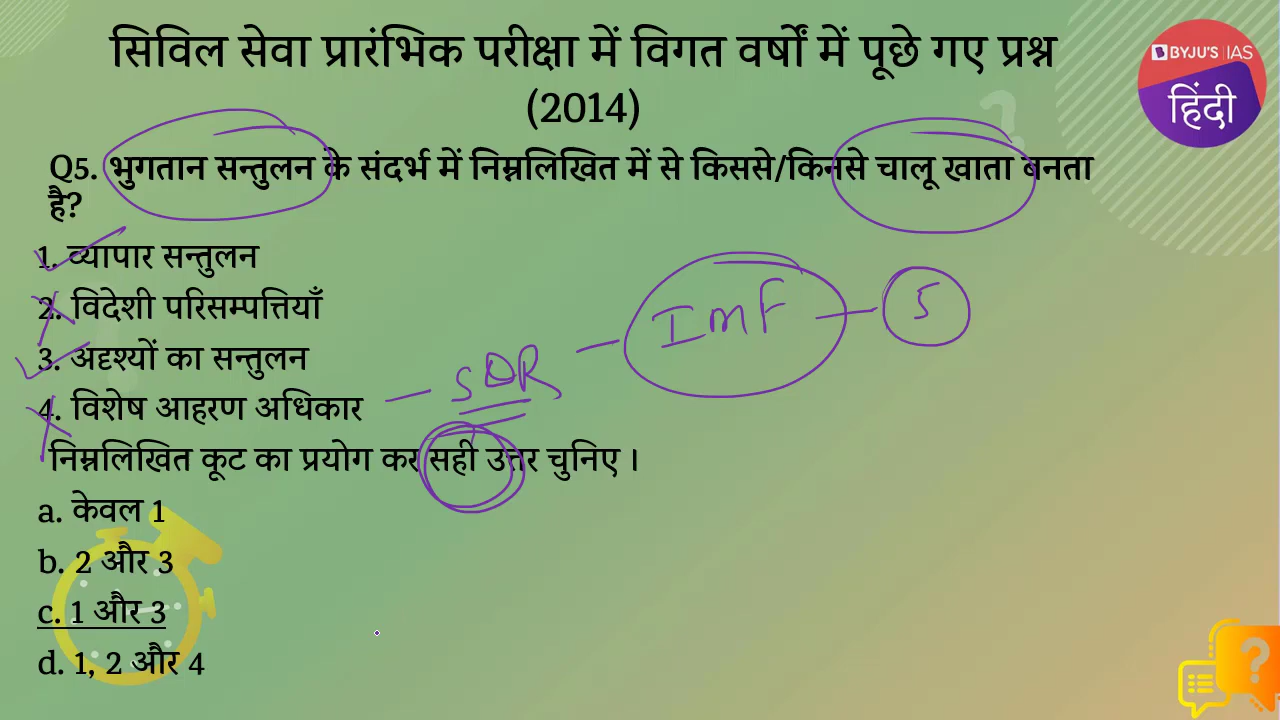 सिविल सेवा प्रारंभिक परीक्षा में विगत वर्षों में पूछे गए प्रश्न
(2014)
BYJU'S IAS
हिंदी
Q5. भुगतान सन्तुलन के संदर्भ में निम्नलिखित में से किससे/किनसे चालू खाता बनता
है?
1. व्यापार सन्तुलन
2. विदेशी परिसम्पत्तियाँ
3. अदृश्यों का सन्तुलन
4. विशेष आहरण अधिकार
- SDR - IMF - 5
निम्नलिखित कूट का प्रयोग कर सही उत्तर चुनिए ।
a. केवल 1
b. 2 और 3
c. 1 और 3
d. 1, 2 और 4